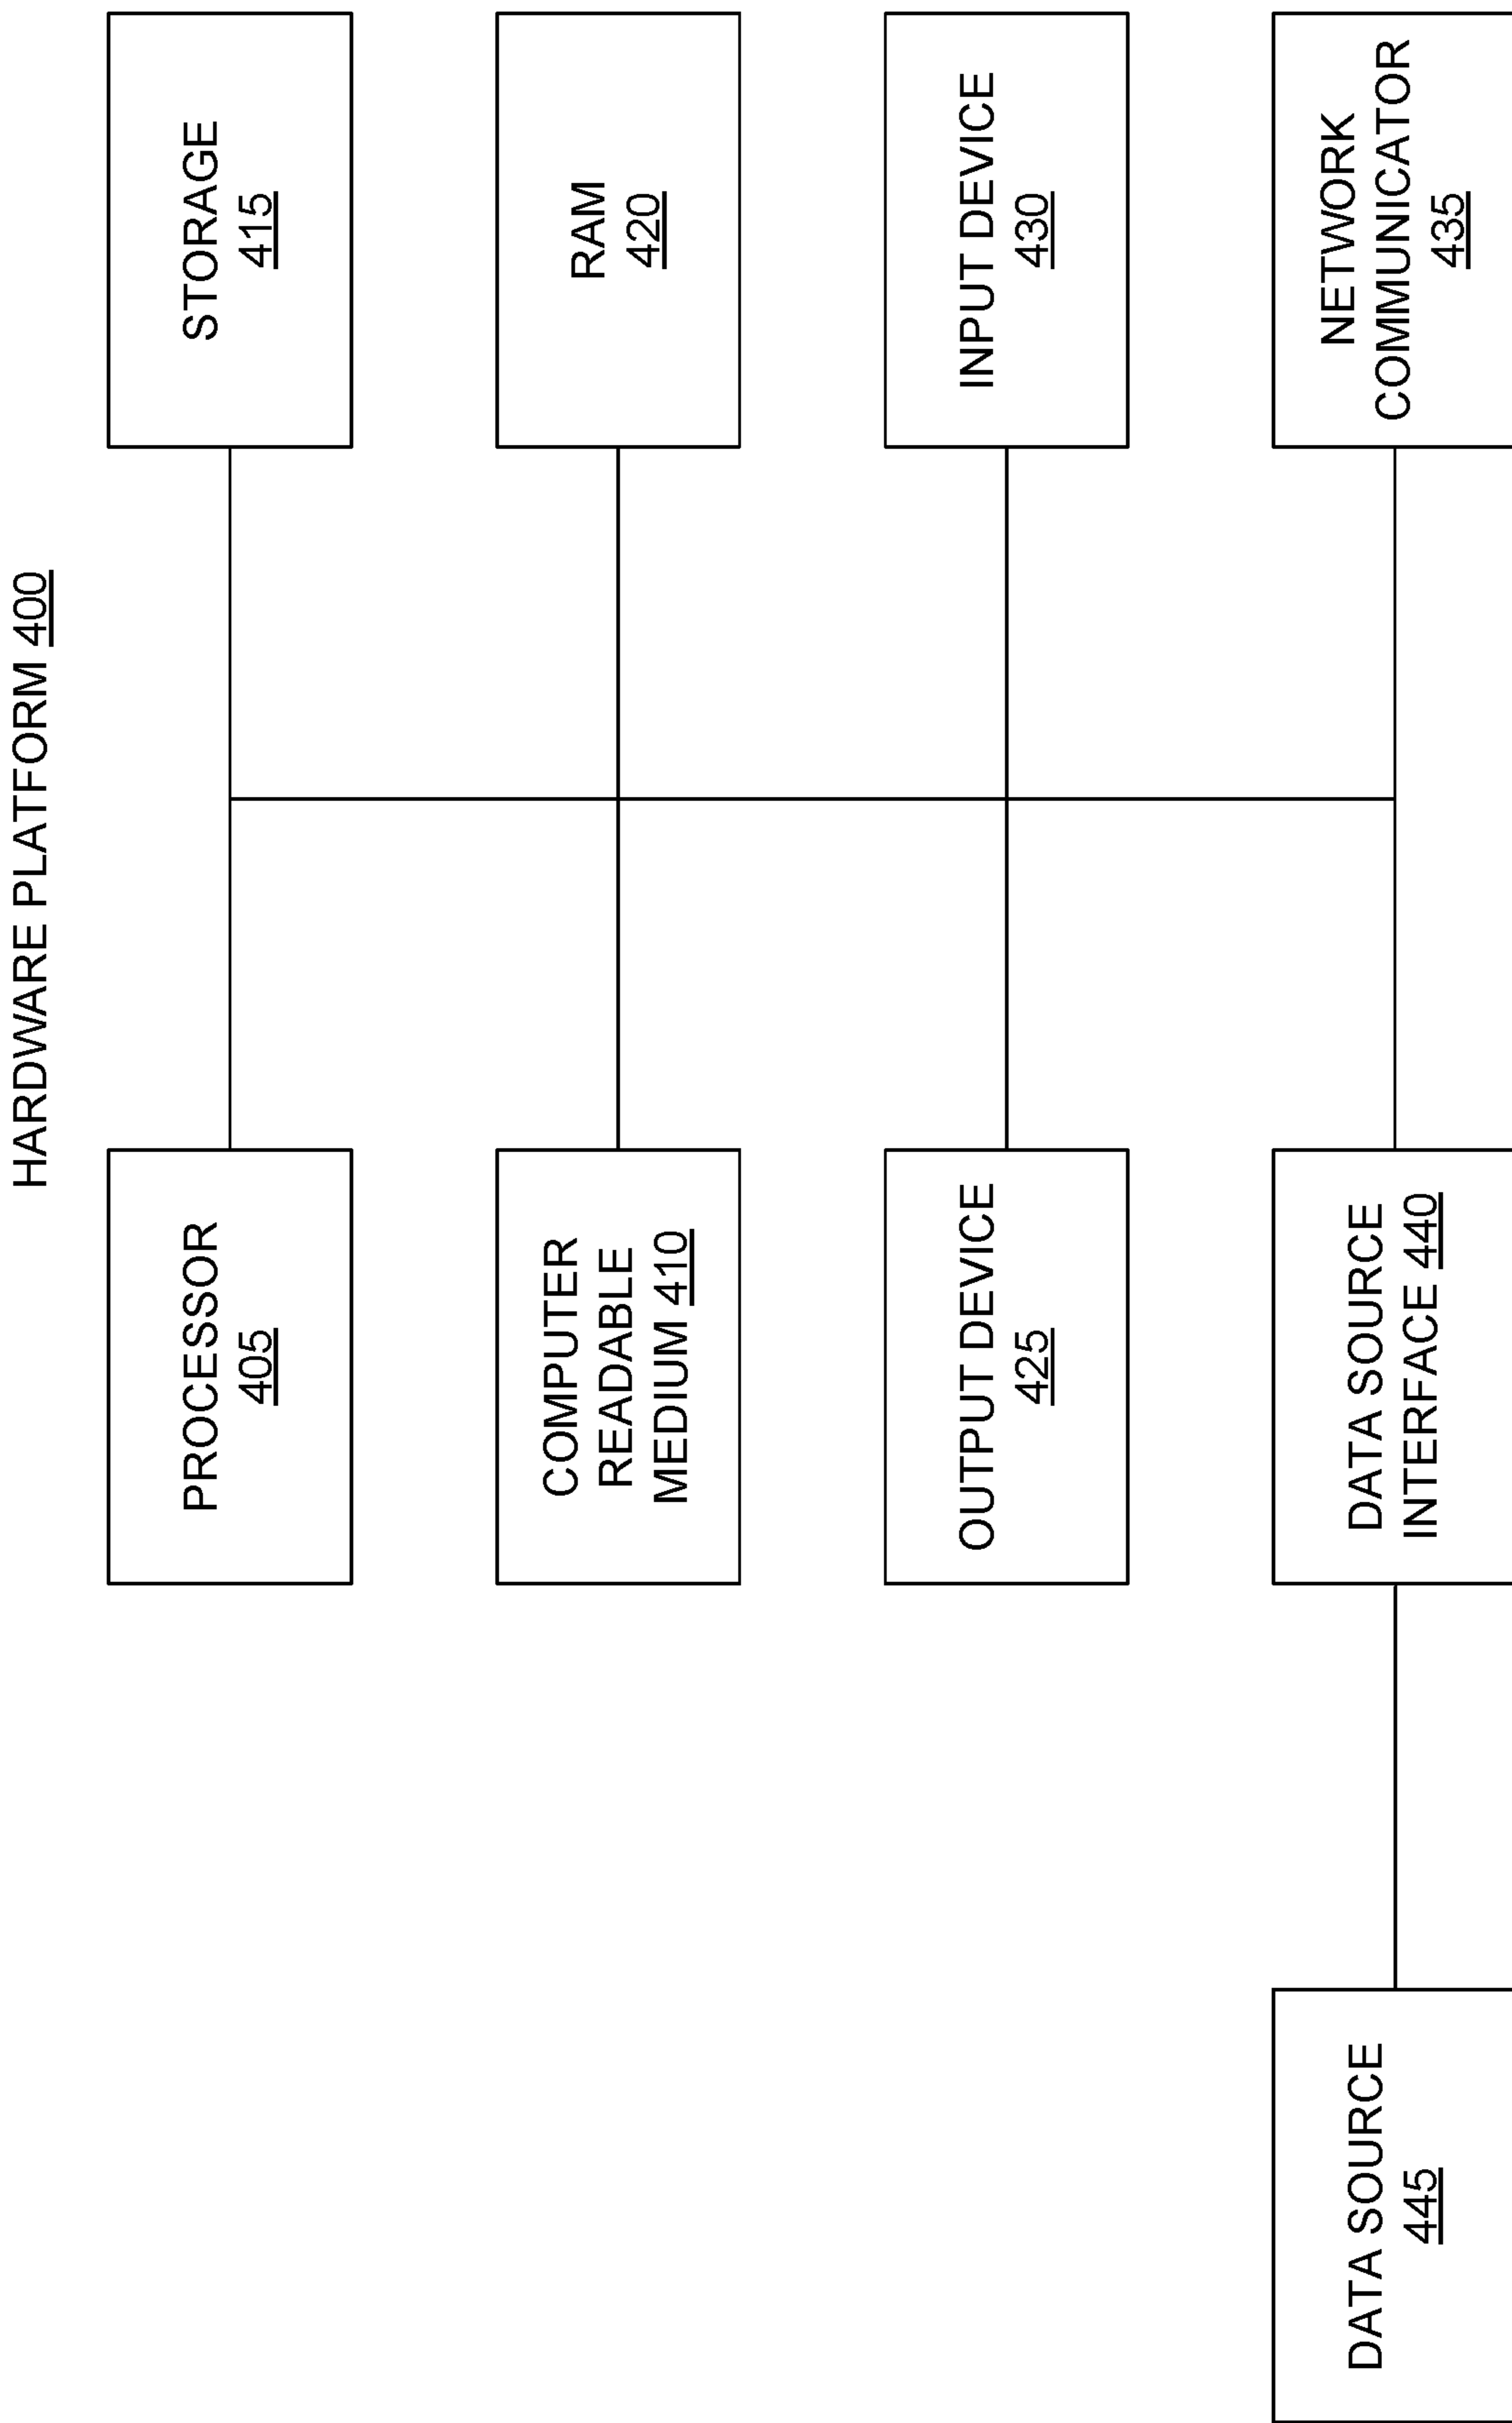 HARDWARE PLATFORM 400
PROCESSOR
405
STORAGE
415
COMPUTER
READABLE
MEDIUM 410
RAM
420
OUTPUT DEVICE
425
INPUT DEVICE
430
DATA SOURCE
445
DATA SOURCE
INTERFACE 440
NETWORK
COMMUNICATOR
435